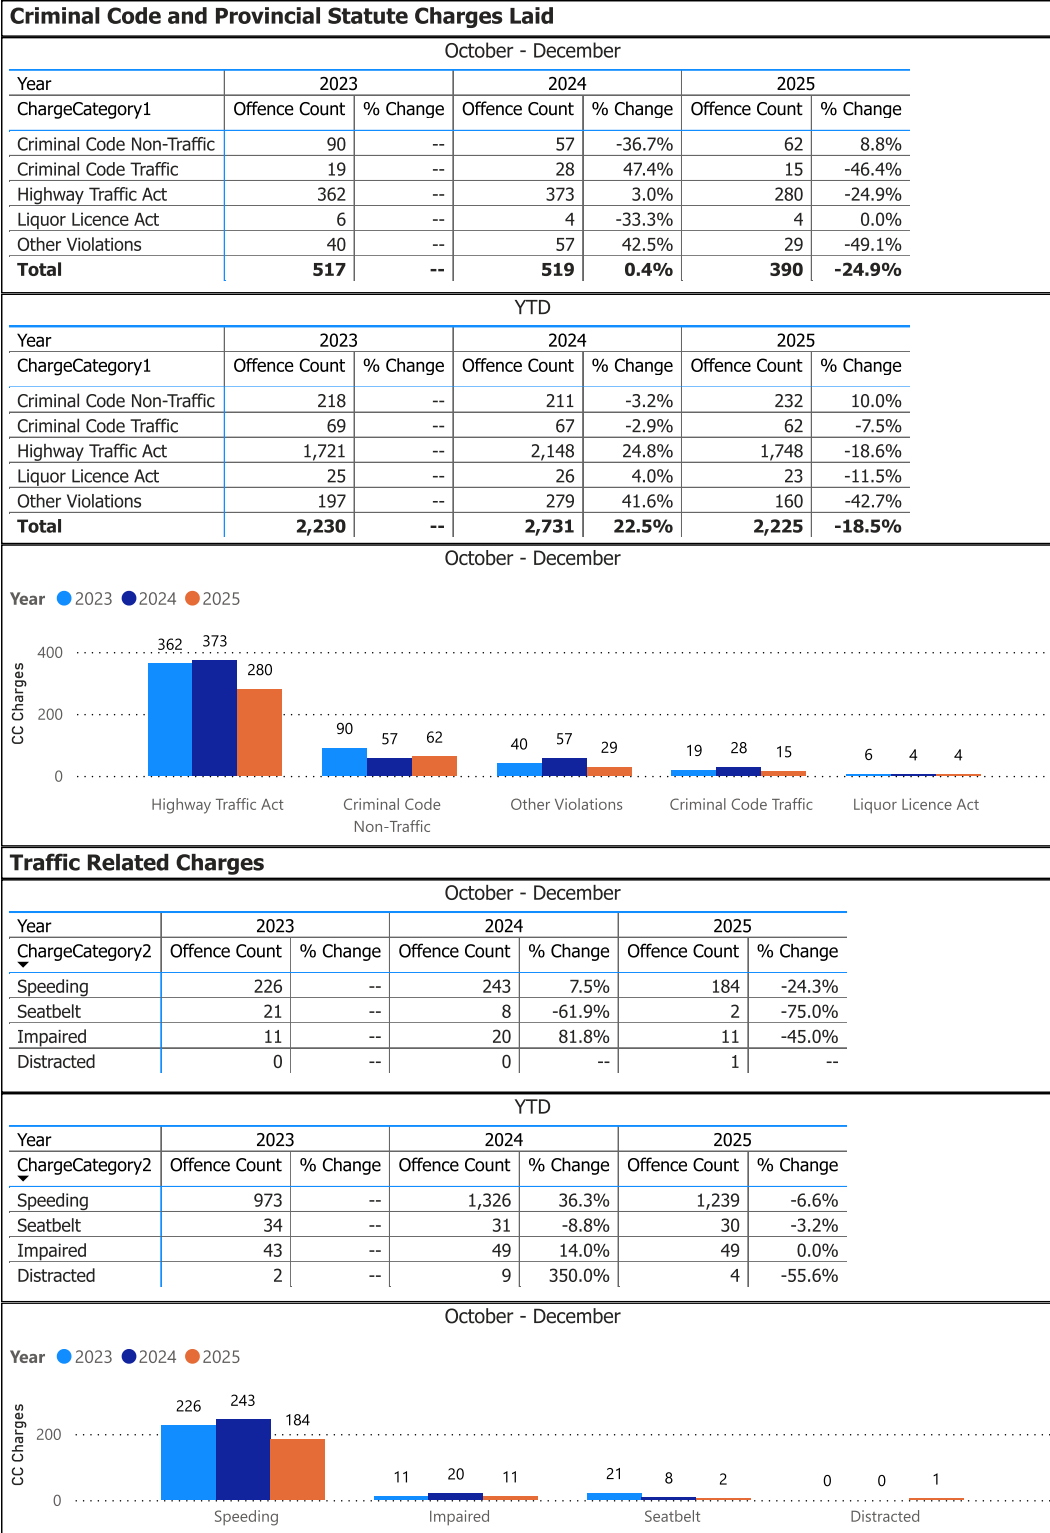 Criminal Code and Provincial Statute Charges Laid
October - December
Year 2023 2024 2025
ChargeCategory1 Offence Count % Change Offence Count % Change Offence Count % Change
Criminal Code Non-Traffic 90 -- 57 -36.7% 62 8.8%
Criminal Code Traffic 19 -- 28 47.4% 15 -46.4%
Highway Traffic Act 362 -- 373 3.0% 280 -24.9%
Liquor Licence Act 6 -- 4 -33.3% 4 0.0%
Other Violations 40 -- 57 42.5% 29 -49.1%
Total 517 -- 519 0.4% 390 -24.9%
YTD
Year 2023 2024 2025
ChargeCategory1 Offence Count % Change Offence Count % Change Offence Count % Change
Criminal Code Non-Traffic 218 -- 211 -3.2% 232 10.0%
Criminal Code Traffic 69 -- 67 -2.9% 62 -7.5%
Highway Traffic Act 1,721 -- 2,148 24.8% 1,748 -18.6%
Liquor Licence Act 25 -- 26 4.0% 23 -11.5%
Other Violations 197 -- 279 41.6% 160 -42.7%
Total 2,230 -- 2,731 22.5% 2,225 -18.5%
October - December
Year 2023 2024 2025
CC Charges
400
200
0
362 373 280
90 57 62
40 57 29
19 28 15
6 4 4
Highway Traffic Act Criminal Code Other Violations Criminal Code Traffic Liquor Licence Act
Non-Traffic
Traffic Related Charges
October - December
Year 2023 2024 2025
ChargeCategory2 Offence Count % Change Offence Count % Change Offence Count % Change
Speeding 226 -- 243 7.5% 184 -24.3%
Seatbelt 21 -- 8 -61.9% 2 -75.0%
Impaired 11 -- 20 81.8% 11 -45.0%
Distracted 0 -- 0 -- 1 --
YTD
Year 2023 2024 2025
ChargeCategory2 Offence Count % Change Offence Count % Change Offence Count % Change
Speeding 973 -- 1,326 36.3% 1,239 -6.6%
Seatbelt 34 -- 31 -8.8% 30 -3.2%
Impaired 43 -- 49 14.0% 49 0.0%
Distracted 2 -- 9 350.0% 4 -55.6%
October - December
Year 2023 2024 2025
CC Charges
200
0
226 243 184
11 20 11
21 8 2
0 0 1
Speeding Impaired Seatbelt Distracted